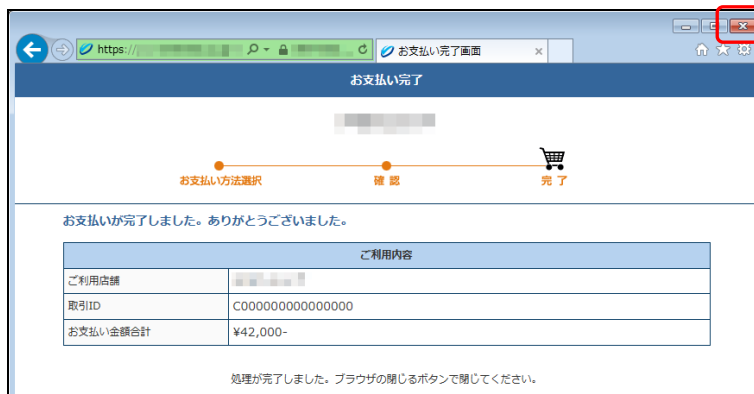 https://
お支払い完了画面
お支払い完了
お支払い方法選択
確 認
完 了
お支払いが完了しました。ありがとうございました。
ご利用内容
ご利用店舗
取引ID C000000000000000
お支払い金額合計 ¥42,000-
処理が完了しました。ブラウザの閉じるボタンで閉じてください。